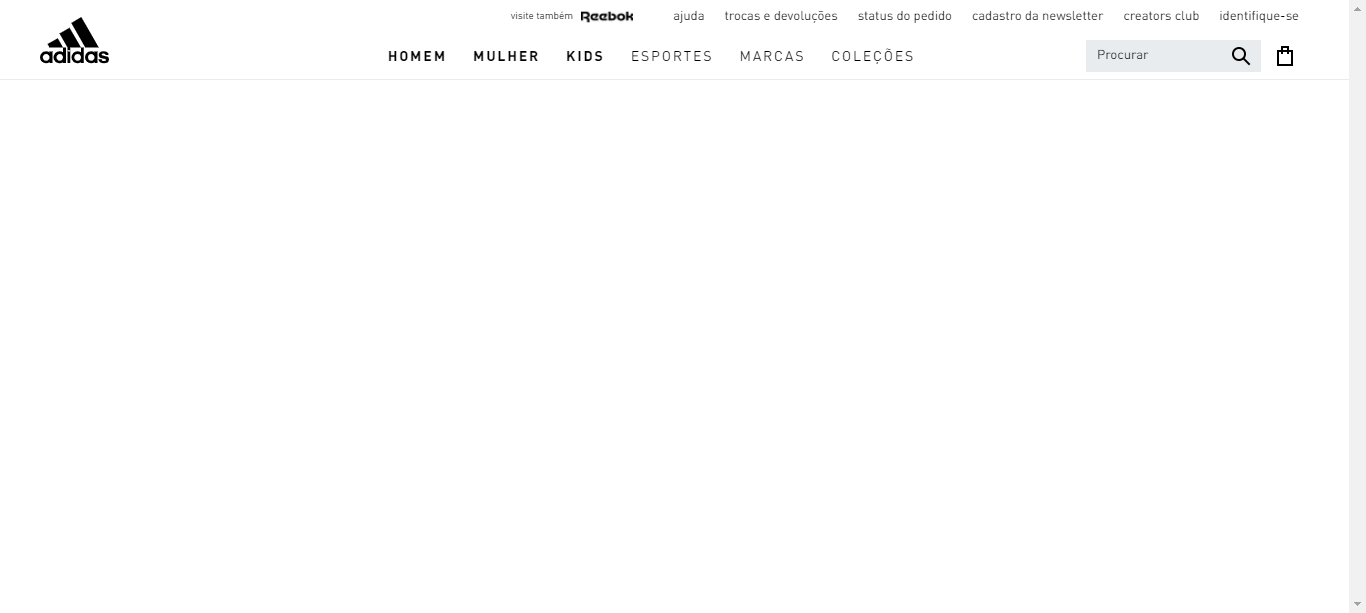 visite também Reebok ajuda trocas e devoluções status do pedido cadastro da newsletter creators club identifique-se
adidas
HOMEM MULHER KIDS ESPORTES MARCAS COLEÇÕES Procurar